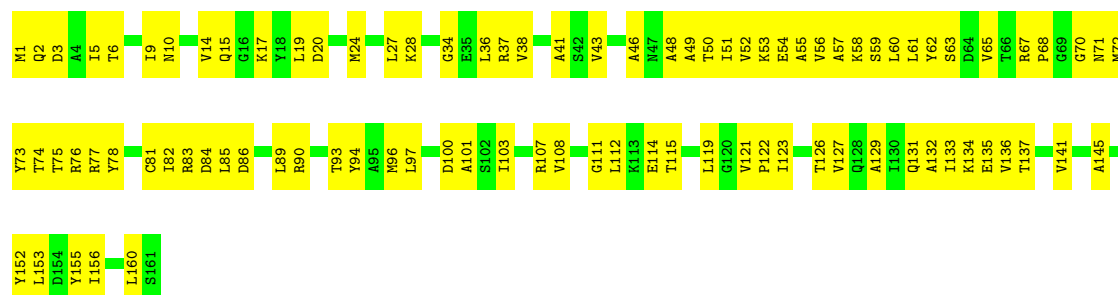 M1 Q2 D3 A4 I5 T6 I9 N10 V14 Q15 G16 K17 Y18 L19 D20 M24 L27 K28 G34 E35 L36 R37 V38 A41 S42 V43 A46 N47 A48 A49 T50 I51 V52 K53 E54 A55 V56 A57 K58 S59 L60 L61 Y62 S63 D64 V65 T66 R67 P68 G69 G70 N71 M72
Y73 T74 T75 R76 R77 Y78 C81 I82 R83 D84 L85 D86 L89 R90 T93 Y94 A95 M96 L97 D100 A101 S102 I103 R107 V108 G111 L112 K113 E114 T115 L119 G120 V121 P122 I123 T126 V127 Q128 A129 I130 Q131 A132 I133 K134 E135 V136 T137 V141 A145
Y152 L153 D154 Y155 I156 L160 S161